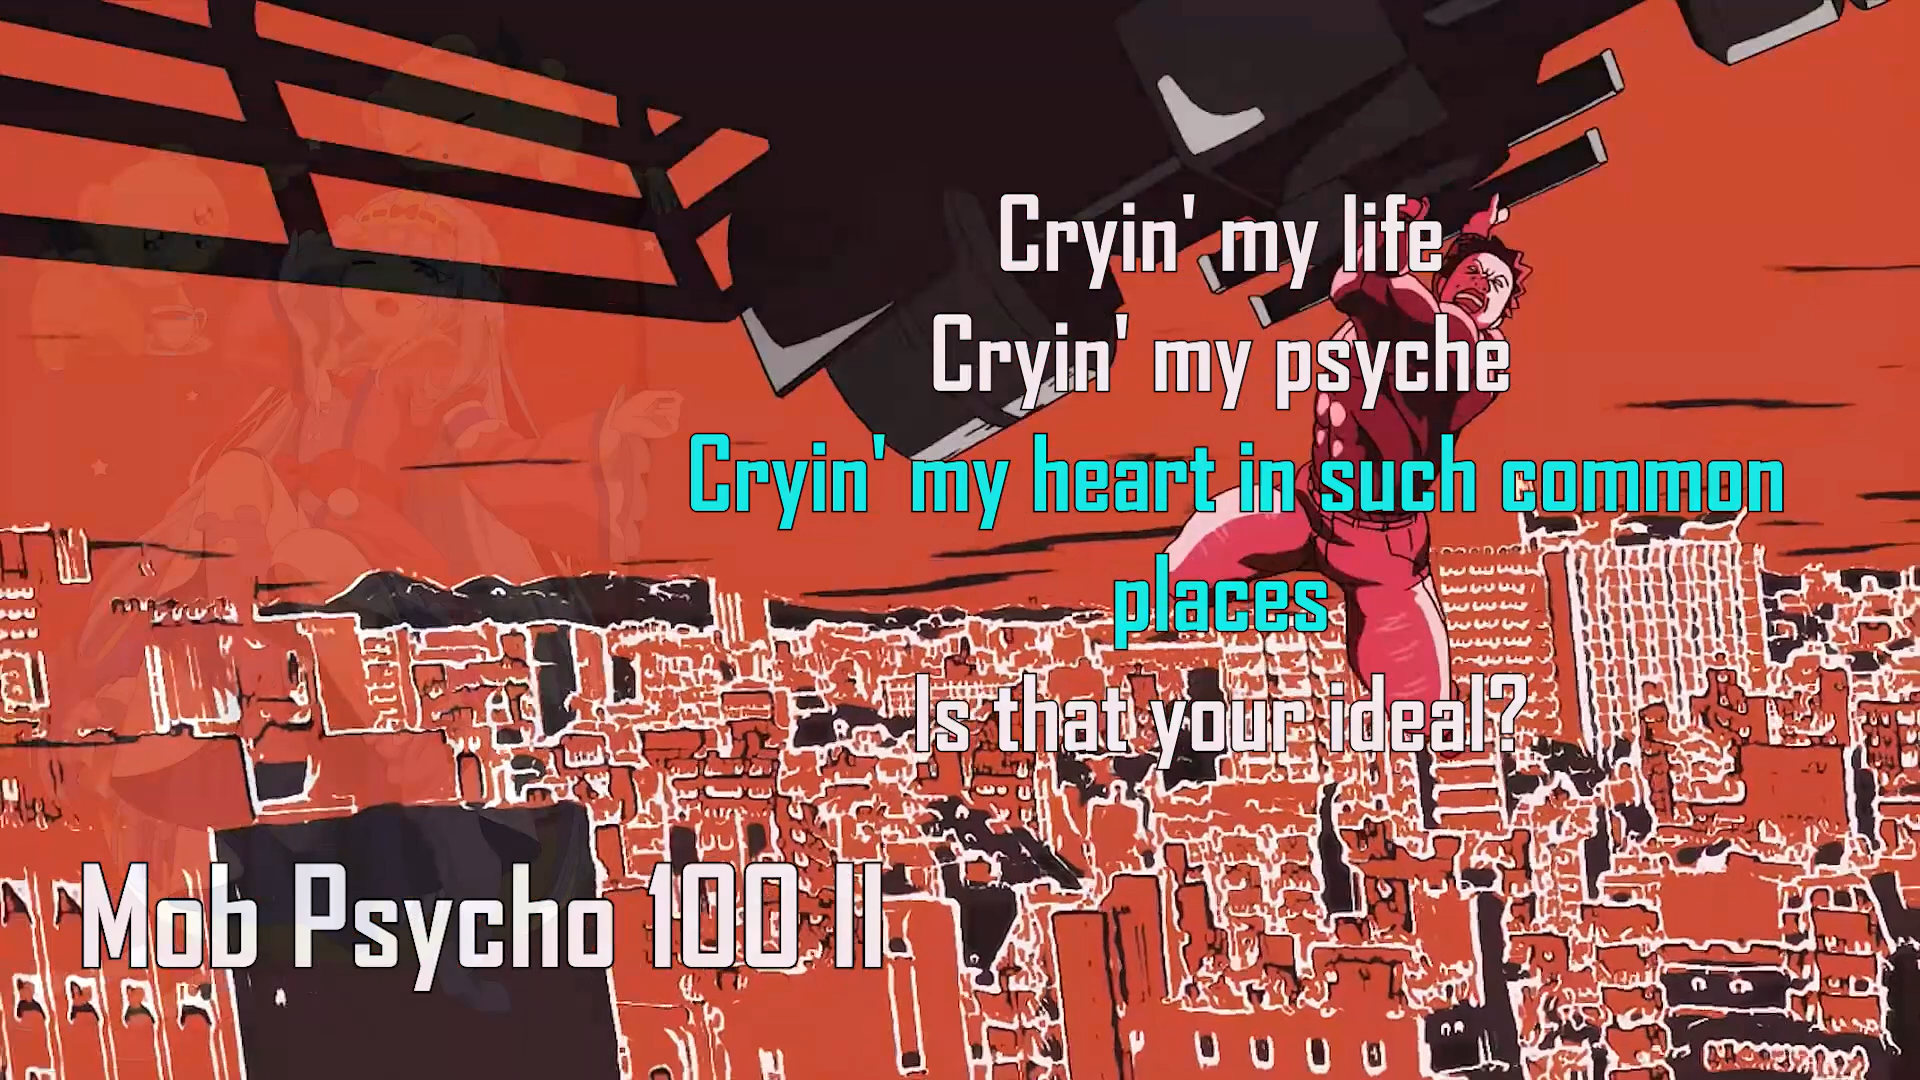 Cryin' my life
Cryin' my psyche
Cryin' my heart in such common
places
Is that your ideal?
Mob Psycho 100 II